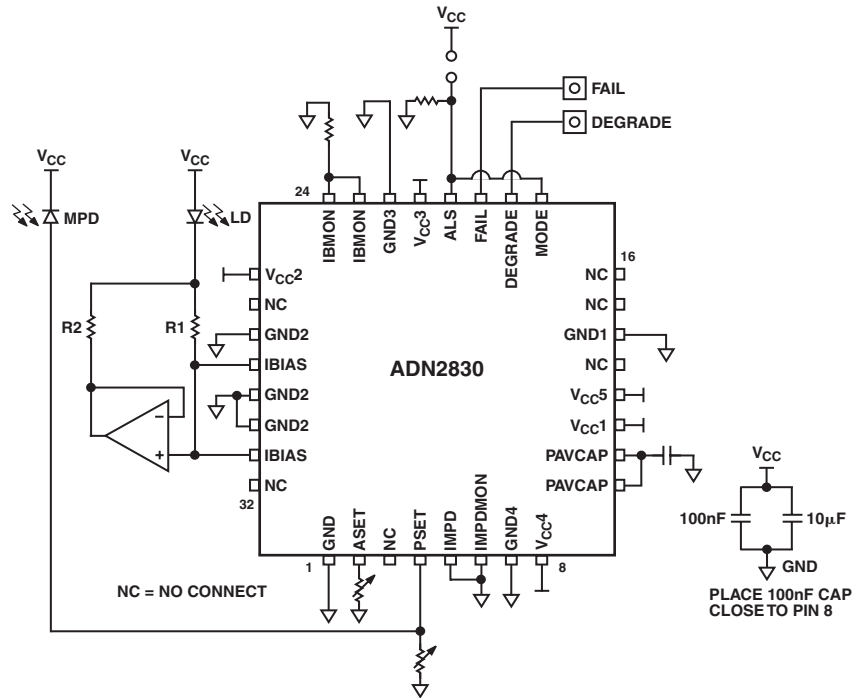 VCC
FAIL
DEGRADE
VCC
VCC
MPD
LD
24
IBMON
IBMON
GND3
VCC3
ALS
FAIL
DEGRADE
MODE
16
VCC2
NC
GND2
IBIAS
GND2
GND2
IBIAS
NC
32
R2
R1
−
+
ADN2830
NC
NC
GND1
NC
VCC5
VCC1
PAVCAP
PAVCAP
1
GND
ASET
NC
PSET
IMPD
IMPDMON
GND4
VCC4
8
NC = NO CONNECT
VCC
100nF
10μF
GND
PLACE 100nF CAP
CLOSE TO PIN 8